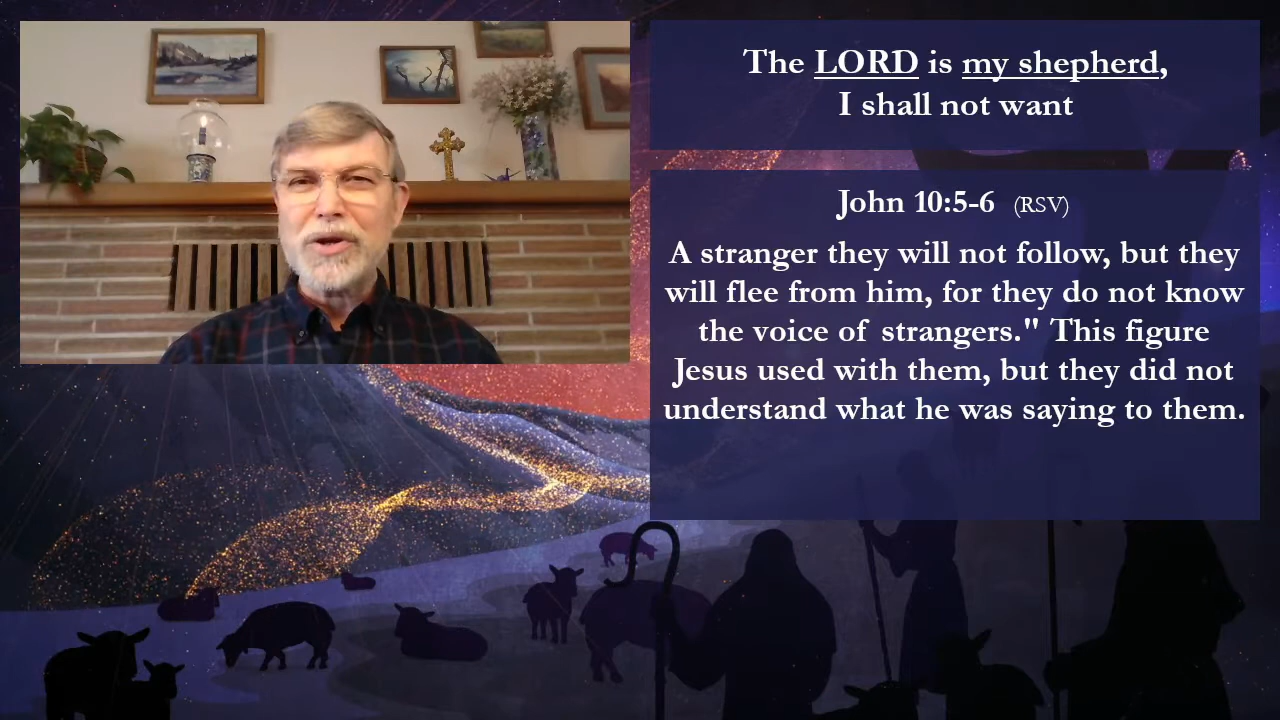 The LORD is my shepherd,
I shall not want
John 10:5-6 (RSV)
A stranger they will not follow, but they
will flee from him, for they do not know
the voice of strangers." This figure
Jesus used with them, but they did not
understand what he was saying to them.